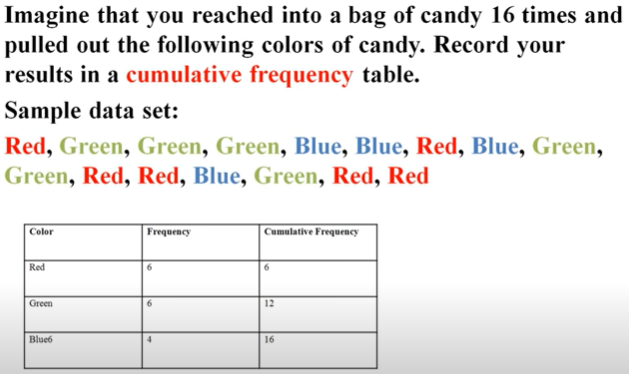 Imagine that you reached into a bag of candy 16 times and
pulled out the following colors of candy. Record your
results in a cumulative frequency table.
Sample data set:
Red, Green, Green, Green, Blue, Blue, Red, Blue, Green,
Green, Red, Red, Blue, Green, Red, Red
Color Frequency Cumulative Frequency
Red 6 6
Green 6 12
Blue6 4 16